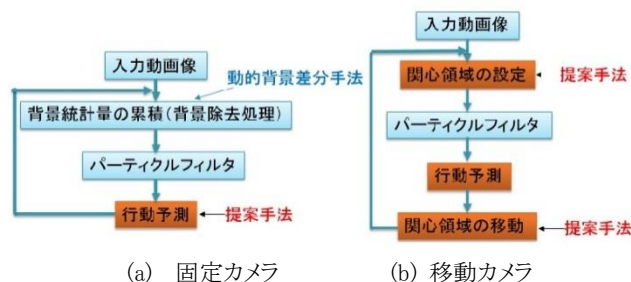 入力動画像
動的背景差分手法
背景統計量の累積(背景除去処理)
パーティクルフィルタ
行動予測
提案手法
(a) 固定カメラ
入力動画像
関心領域の設定
提案手法
パーティクルフィルタ
行動予測
関心領域の移動
提案手法
(b) 移動カメラ